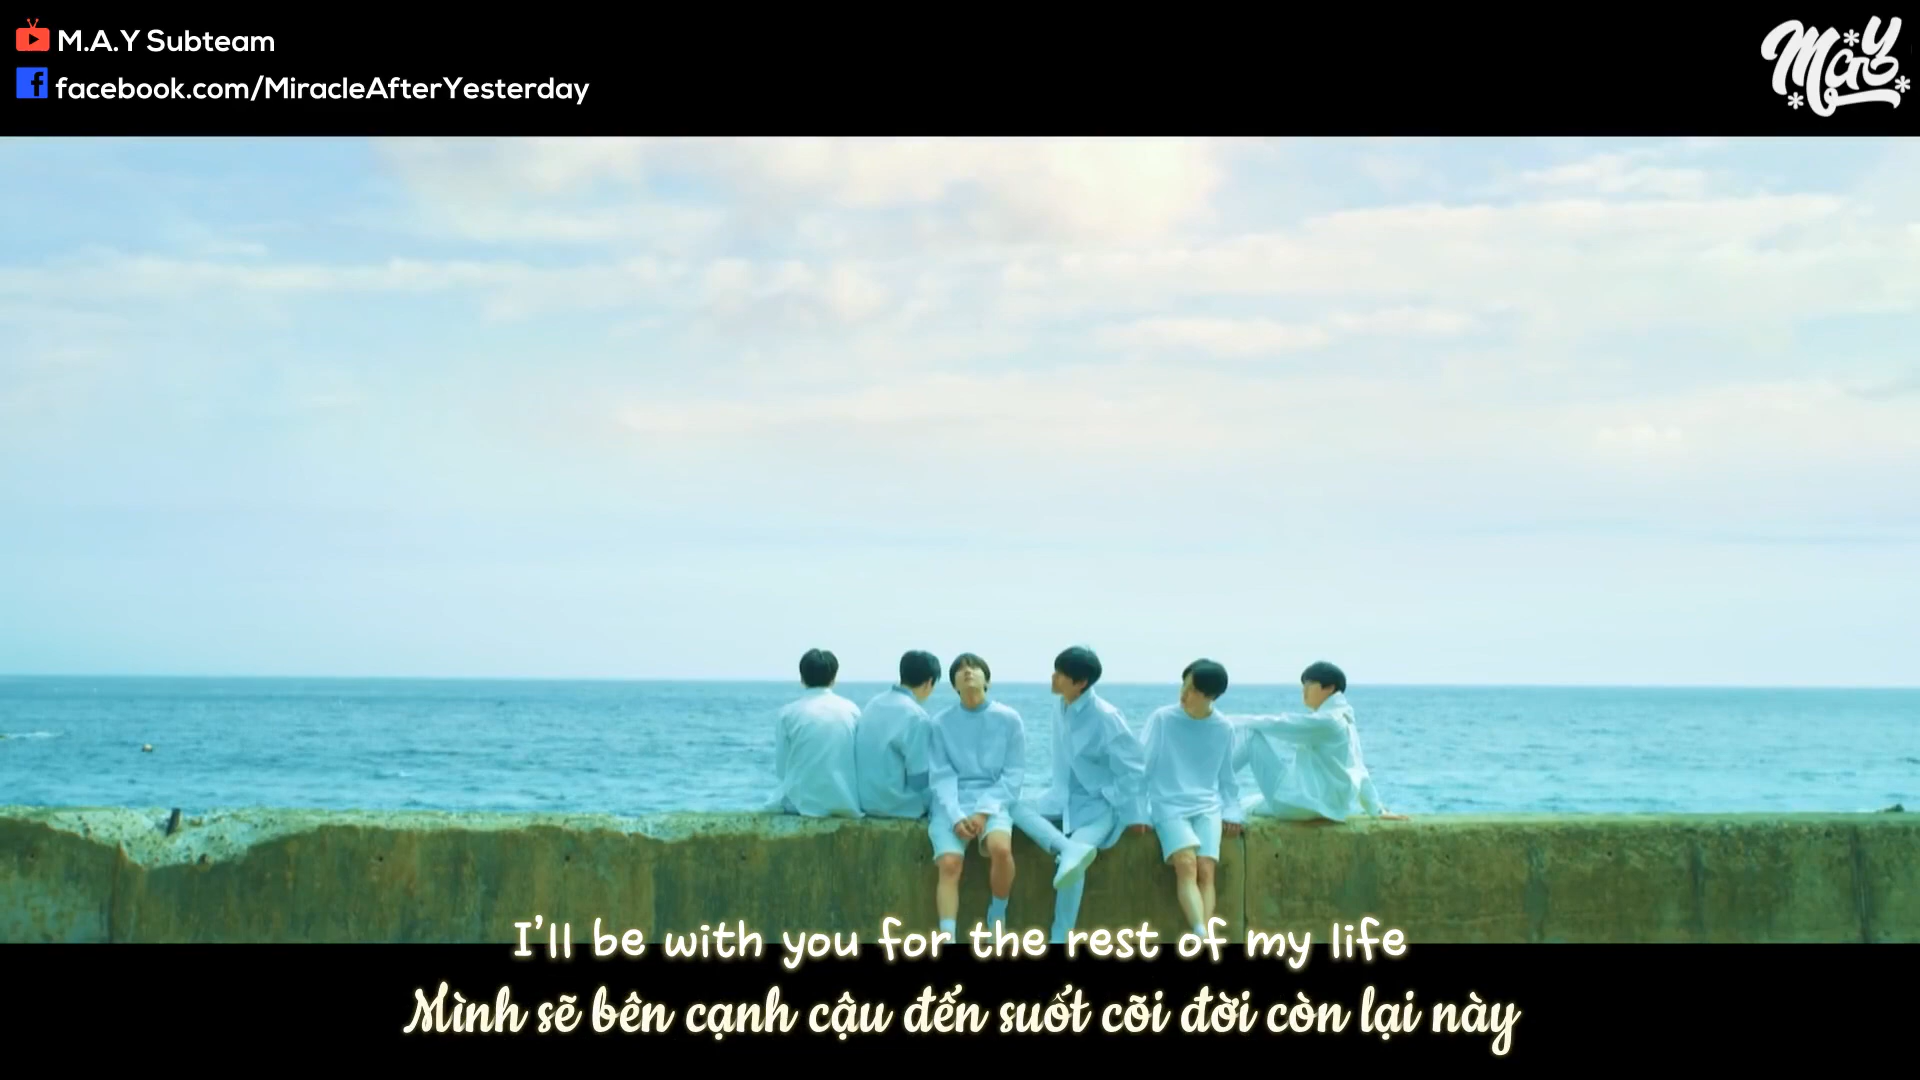 M.A.Y Subteam
facebook.com/MiracleAfterYesterday
May
I'll be with you for the rest of my life
Mình sẽ bên cạnh cậu đến suốt cõi đời còn lại này